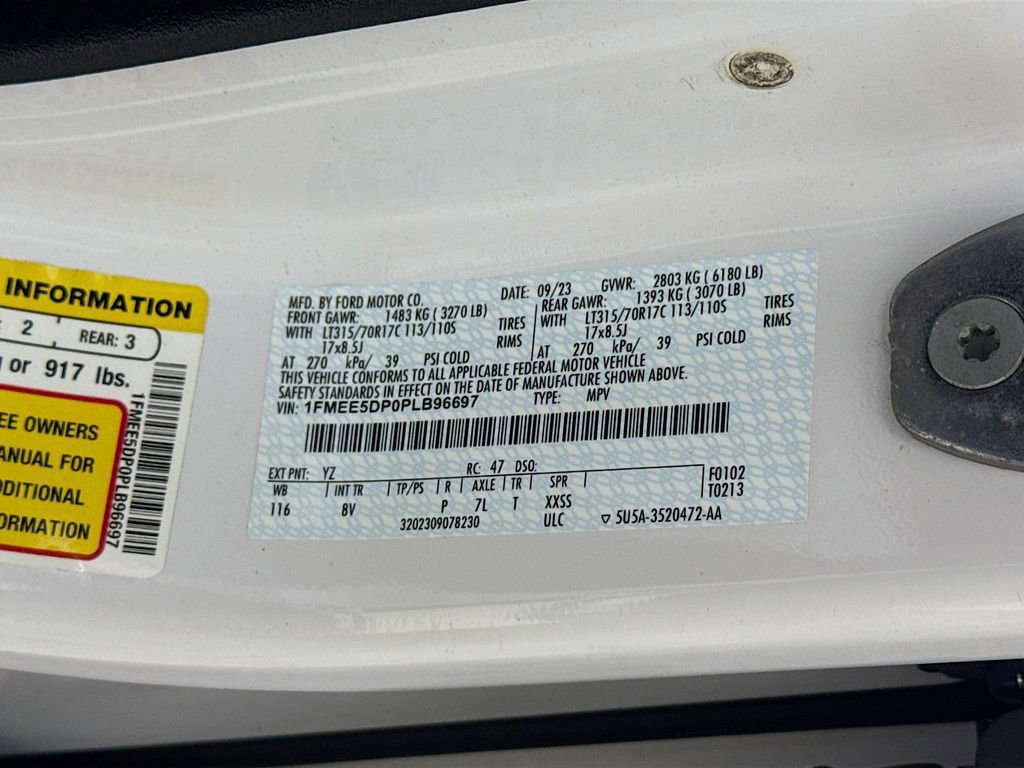 INFORMATION
: 2
REAR: 3
or 917 lbs.
EE OWNERS
ANUAL FOR
DDITIONAL
ORMATION
1FMEE5DP0PLB96697
MFD. BY FORD MOTOR CO.
DATE: 09/23 GVWR: 2803 KG ( 6180 LB)
FRONT GAWR: 1483 KG ( 3270 LB)
WITH LT315/70R17C 113/110S TIRES
17x8.5J RIMS
AT 270 kPa/ 39 PSI COLD
REAR GAWR: 1393 KG ( 3070 LB)
WITH LT315/70R17C 113/110S TIRES
17x8.5J RIMS
AT 270 kPa/ 39 PSI COLD
THIS VEHICLE CONFORMS TO ALL APPLICABLE FEDERAL MOTOR VEHICLE
SAFETY STANDARDS IN EFFECT ON THE DATE OF MANUFACTURE SHOWN ABOVE.
VIN: 1FMEE5DP0PLB96697 TYPE: MPV
EXT PNT: YZ RC: 47 DSO:
WB INT TR TP/PS R AXLE TR SPR
116 8V P 7L T XXSS
F0102
T0213
3202309078230 ULC ▽ 5U5A-3520472-AA